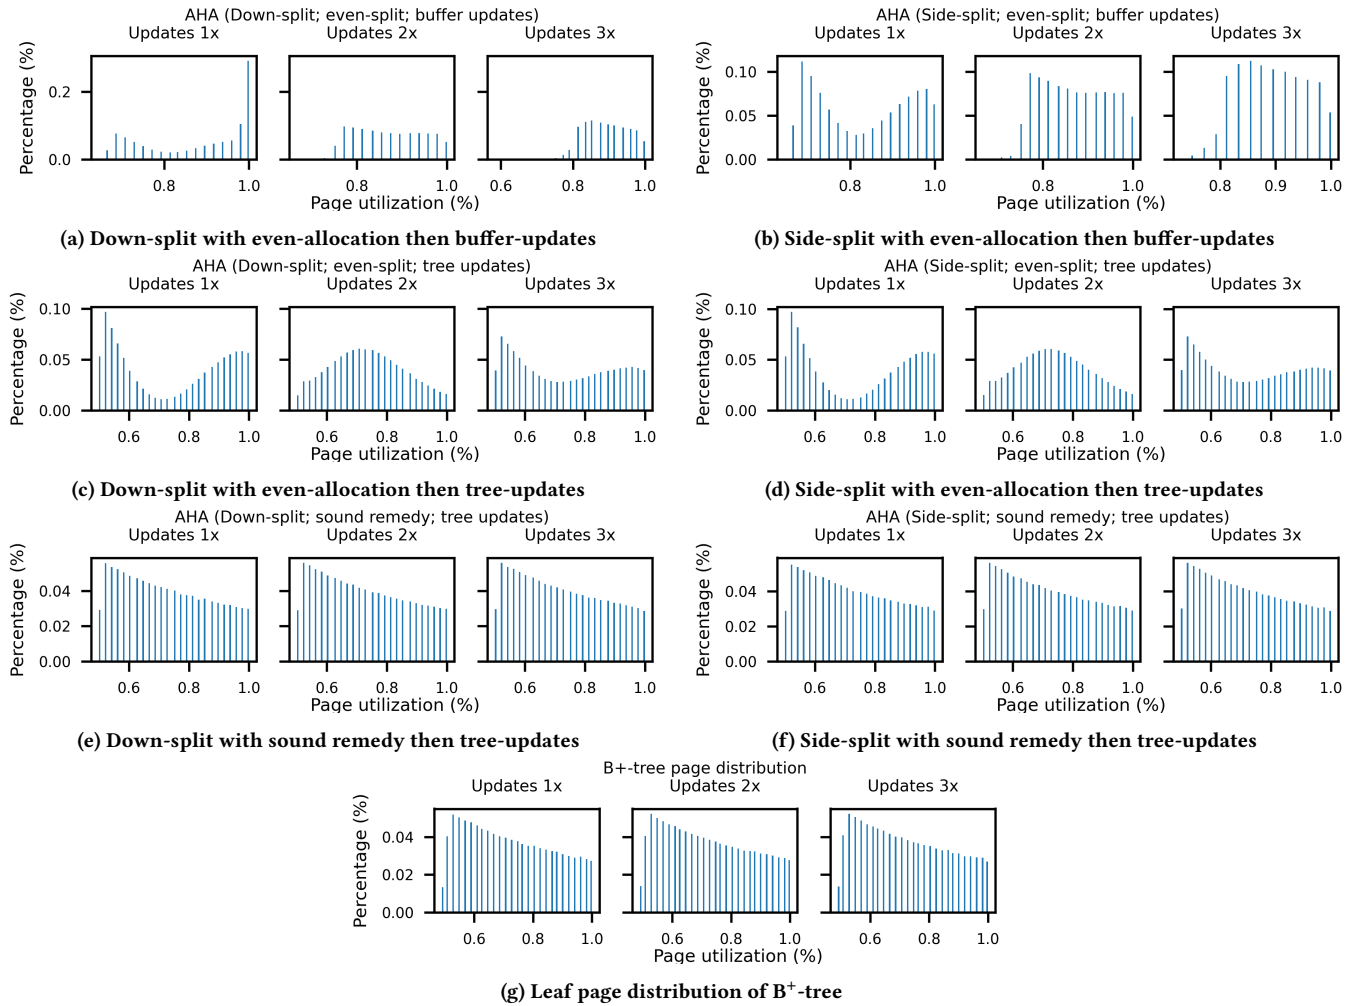 AHA (Down-split; even-split; buffer updates)
Updates 1x Updates 2x Updates 3x
Percentage (%)
0.2
0.0
0.8 1.0 0.8 1.0 0.6 0.8 1.0
Page utilization (%)
(a) Down-split with even-allocation then buffer-updates
AHA (Side-split; even-split; buffer updates)
Updates 1x Updates 2x Updates 3x
Percentage (%)
0.10
0.05
0.00
0.8 1.0 0.8 1.0 0.8 0.9 1.0
Page utilization (%)
(b) Side-split with even-allocation then buffer-updates
AHA (Down-split; even-split; tree updates)
Updates 1x Updates 2x Updates 3x
Percentage (%)
0.10
0.05
0.00
0.6 0.8 1.0 0.6 0.8 1.0 0.6 0.8 1.0
Page utilization (%)
(c) Down-split with even-allocation then tree-updates
AHA (Side-split; even-split; tree updates)
Updates 1x Updates 2x Updates 3x
Percentage (%)
0.10
0.05
0.00
0.6 0.8 1.0 0.6 0.8 1.0 0.6 0.8 1.0
Page utilization (%)
(d) Side-split with even-allocation then tree-updates
AHA (Down-split; sound remedy; tree updates)
Updates 1x Updates 2x Updates 3x
Percentage (%)
0.04
0.02
0.00
0.6 0.8 1.0 0.6 0.8 1.0 0.6 0.8 1.0
Page utilization (%)
(e) Down-split with sound remedy then tree-updates
AHA (Side-split; sound remedy; tree updates)
Updates 1x Updates 2x Updates 3x
Percentage (%)
0.04
0.02
0.00
0.6 0.8 1.0 0.6 0.8 1.0 0.6 0.8 1.0
Page utilization (%)
(f) Side-split with sound remedy then tree-updates
B+-tree page distribution
Updates 1x Updates 2x Updates 3x
Percentage (%)
0.04
0.02
0.00
0.6 0.8 1.0 0.6 0.8 1.0 0.6 0.8 1.0
Page utilization (%)
(g) Leaf page distribution of B⁺-tree